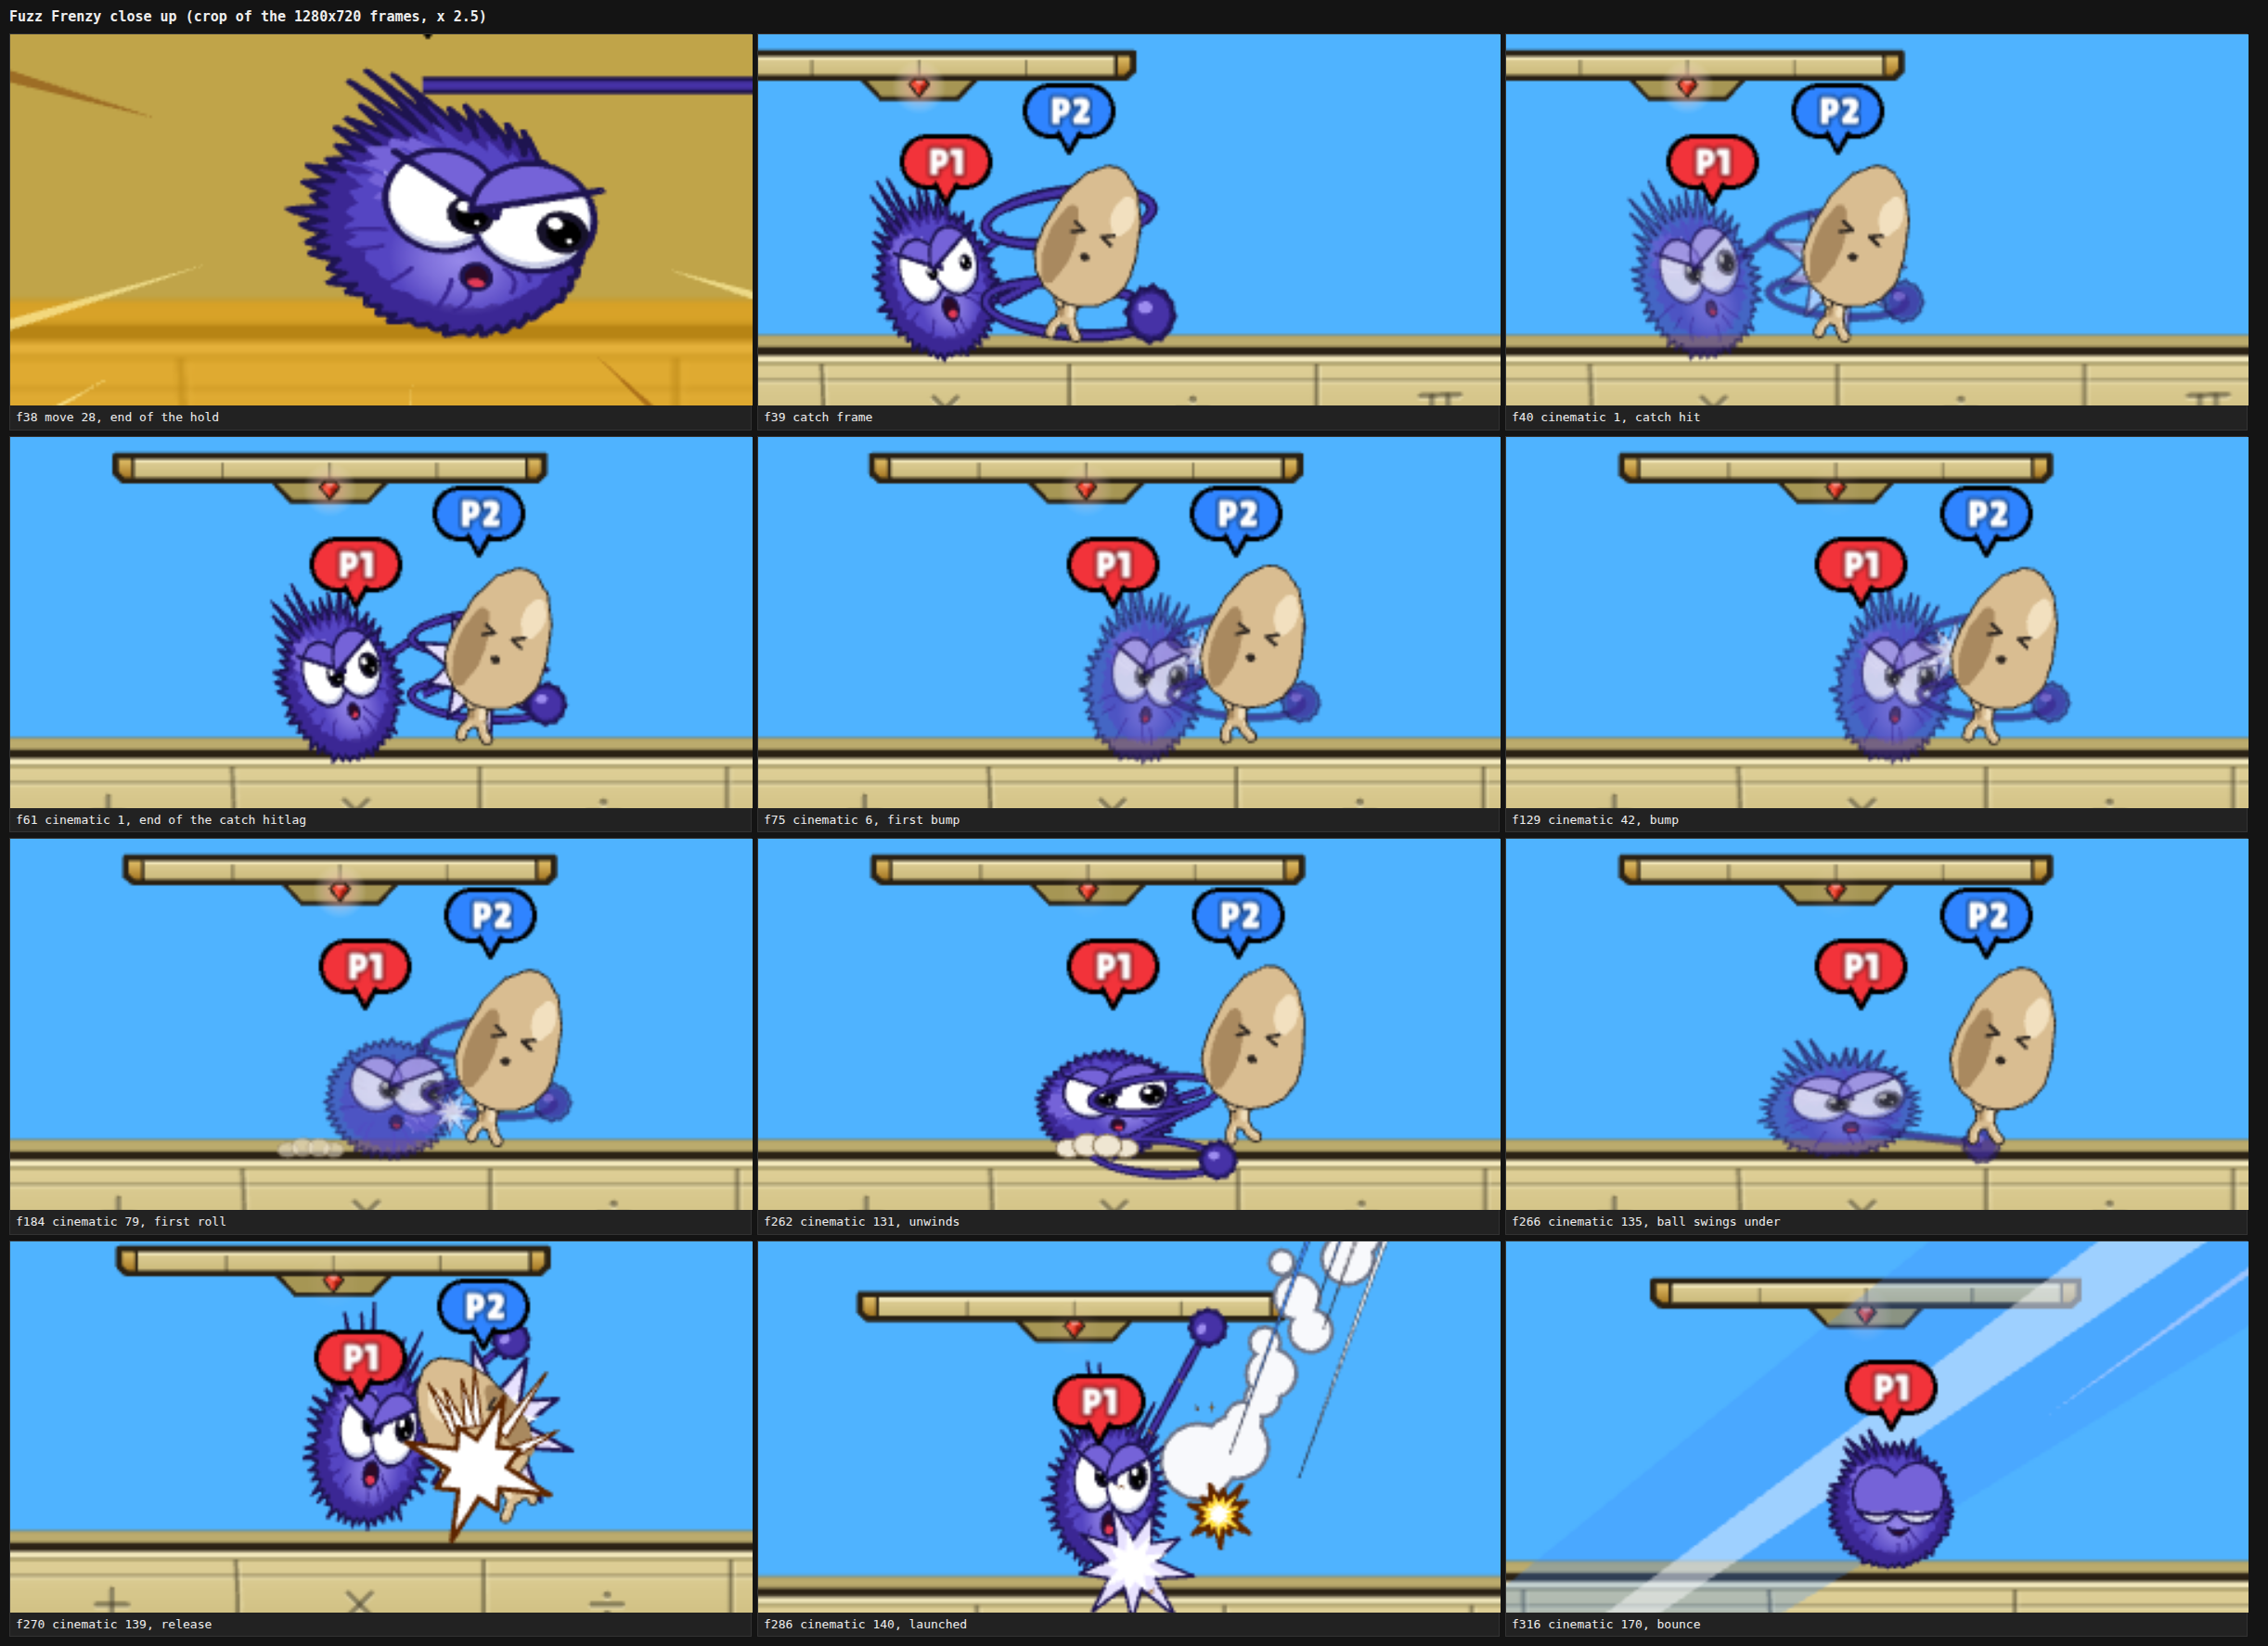 Fuzz Frenzy close up (crop of the 1280x720 frames, x 2.5)
P2
P1
P2
P1
f38 move 28, end of the hold
f39 catch frame
f40 cinematic 1, catch hit
P2
P1
P2
P1
P2
P1
f61 cinematic 1, end of the catch hitlag
f75 cinematic 6, first bump
f129 cinematic 42, bump
P2
P1
P2
P1
P2
P1
f184 cinematic 79, first roll
f262 cinematic 131, unwinds
f266 cinematic 135, ball swings under
P2
P1
P1
P1
f270 cinematic 139, release
f286 cinematic 140, launched
f316 cinematic 170, bounce